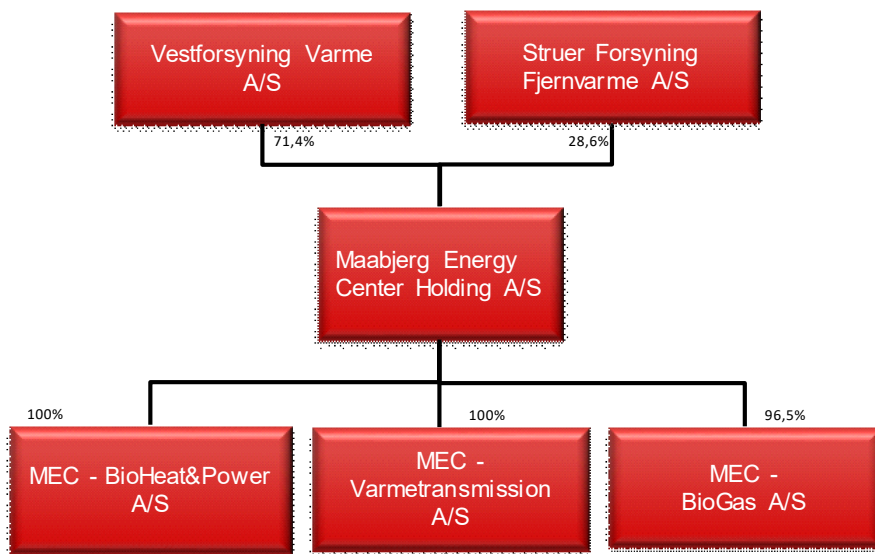 Vestforsyning Varme
A/S
Struer Forsyning
Fjernvarme A/S
71,4%
28,6%
Maabjerg Energy
Center Holding A/S
100%
100%
96,5%
MEC - BioHeat&Power
A/S
MEC -
Varmetransmission
A/S
MEC -
BioGas A/S